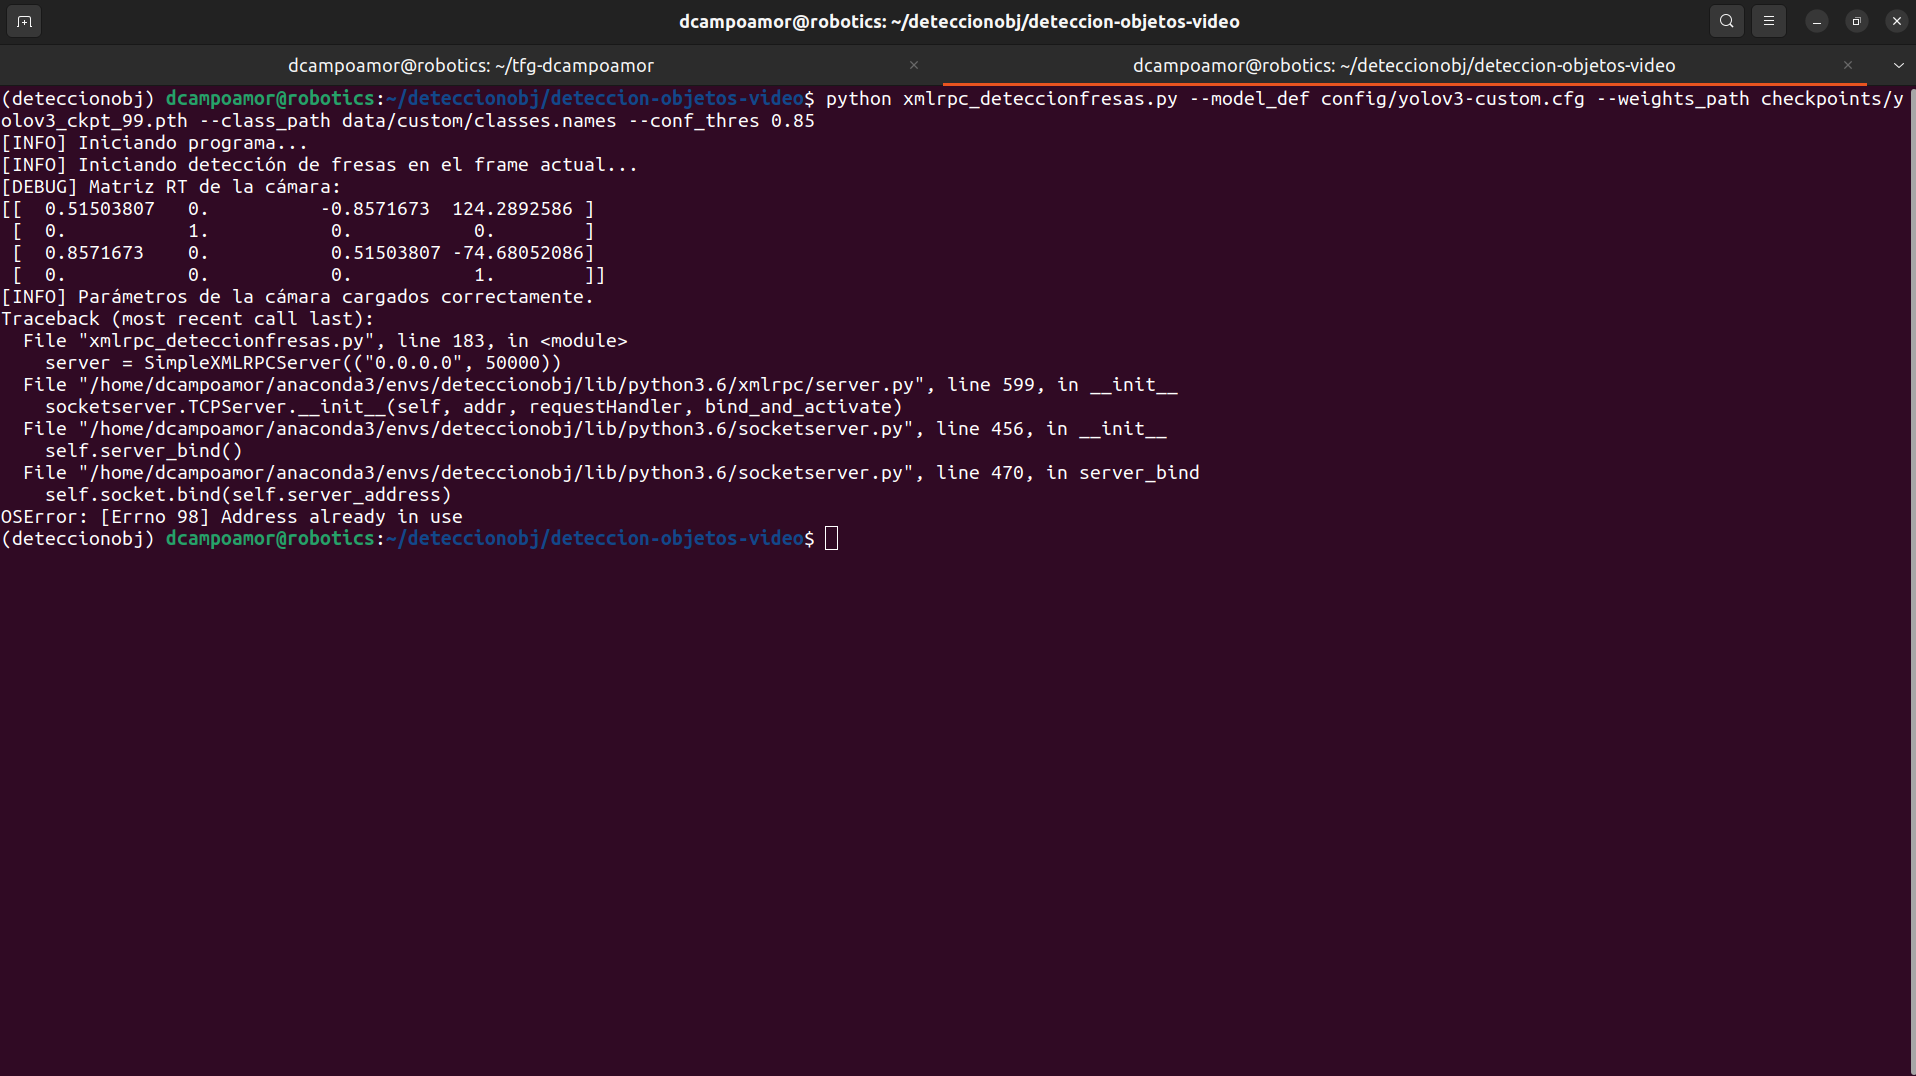 dcampoamor@robotics: ~/deteccionobj/deteccion-objetos-video
dcampoamor@robotics: ~/tfg-dcampoamor
dcampoamor@robotics: ~/deteccionobj/deteccion-objetos-video
(deteccionobj) dcampoamor@robotics:~/deteccionobj/deteccion-objetos-video$ python xmlrpc_deteccionfresas.py --model_def config/yolov3-custom.cfg --weights_path checkpoints/y
olov3_ckpt_99.pth --class_path data/custom/classes.names --conf_thres 0.85
[INFO] Iniciando programa...
[INFO] Iniciando detección de fresas en el frame actual...
[DEBUG] Matriz RT de la cámara:
[[  0.51503807   0.          -0.8571673  124.2892586 ]
 [  0.           1.           0.           0.        ]
 [  0.8571673    0.           0.51503807 -74.68052086]
 [  0.           0.           0.           1.        ]]
[INFO] Parámetros de la cámara cargados correctamente.
Traceback (most recent call last):
  File "xmlrpc_deteccionfresas.py", line 183, in <module>
    server = SimpleXMLRPCServer(("0.0.0.0", 50000))
  File "/home/dcampoamor/anaconda3/envs/deteccionobj/lib/python3.6/xmlrpc/server.py", line 599, in __init__
    socketserver.TCPServer.__init__(self, addr, requestHandler, bind_and_activate)
  File "/home/dcampoamor/anaconda3/envs/deteccionobj/lib/python3.6/socketserver.py", line 456, in __init__
    self.server_bind()
  File "/home/dcampoamor/anaconda3/envs/deteccionobj/lib/python3.6/socketserver.py", line 470, in server_bind
    self.socket.bind(self.server_address)
OSError: [Errno 98] Address already in use
(deteccionobj) dcampoamor@robotics:~/deteccionobj/deteccion-objetos-video$